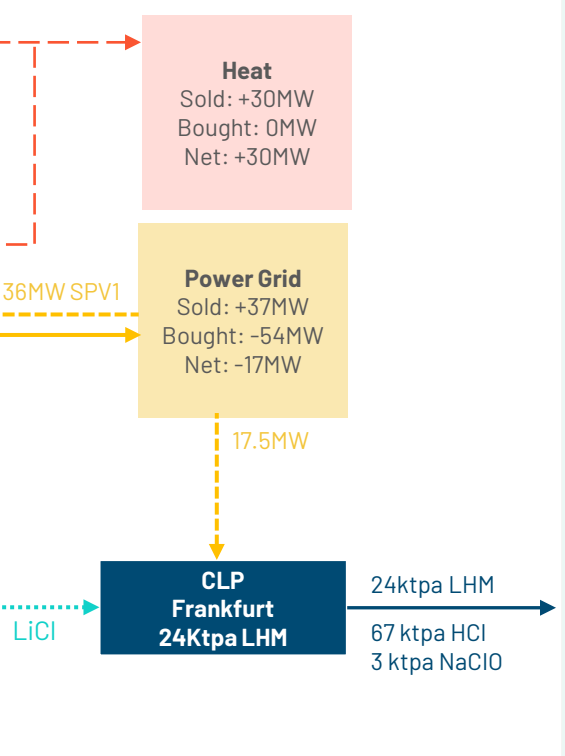 Heat
Sold: +30MW
Bought: 0MW
Net: +30MW
36MW SPV1
Power Grid
Sold: +37MW
Bought: -54MW
Net: -17MW
17.5MW
CLP
Frankfurt
24Ktpa LHM
LiCl
24ktpa LHM
67 ktpa HCl
3 ktpa NaClO